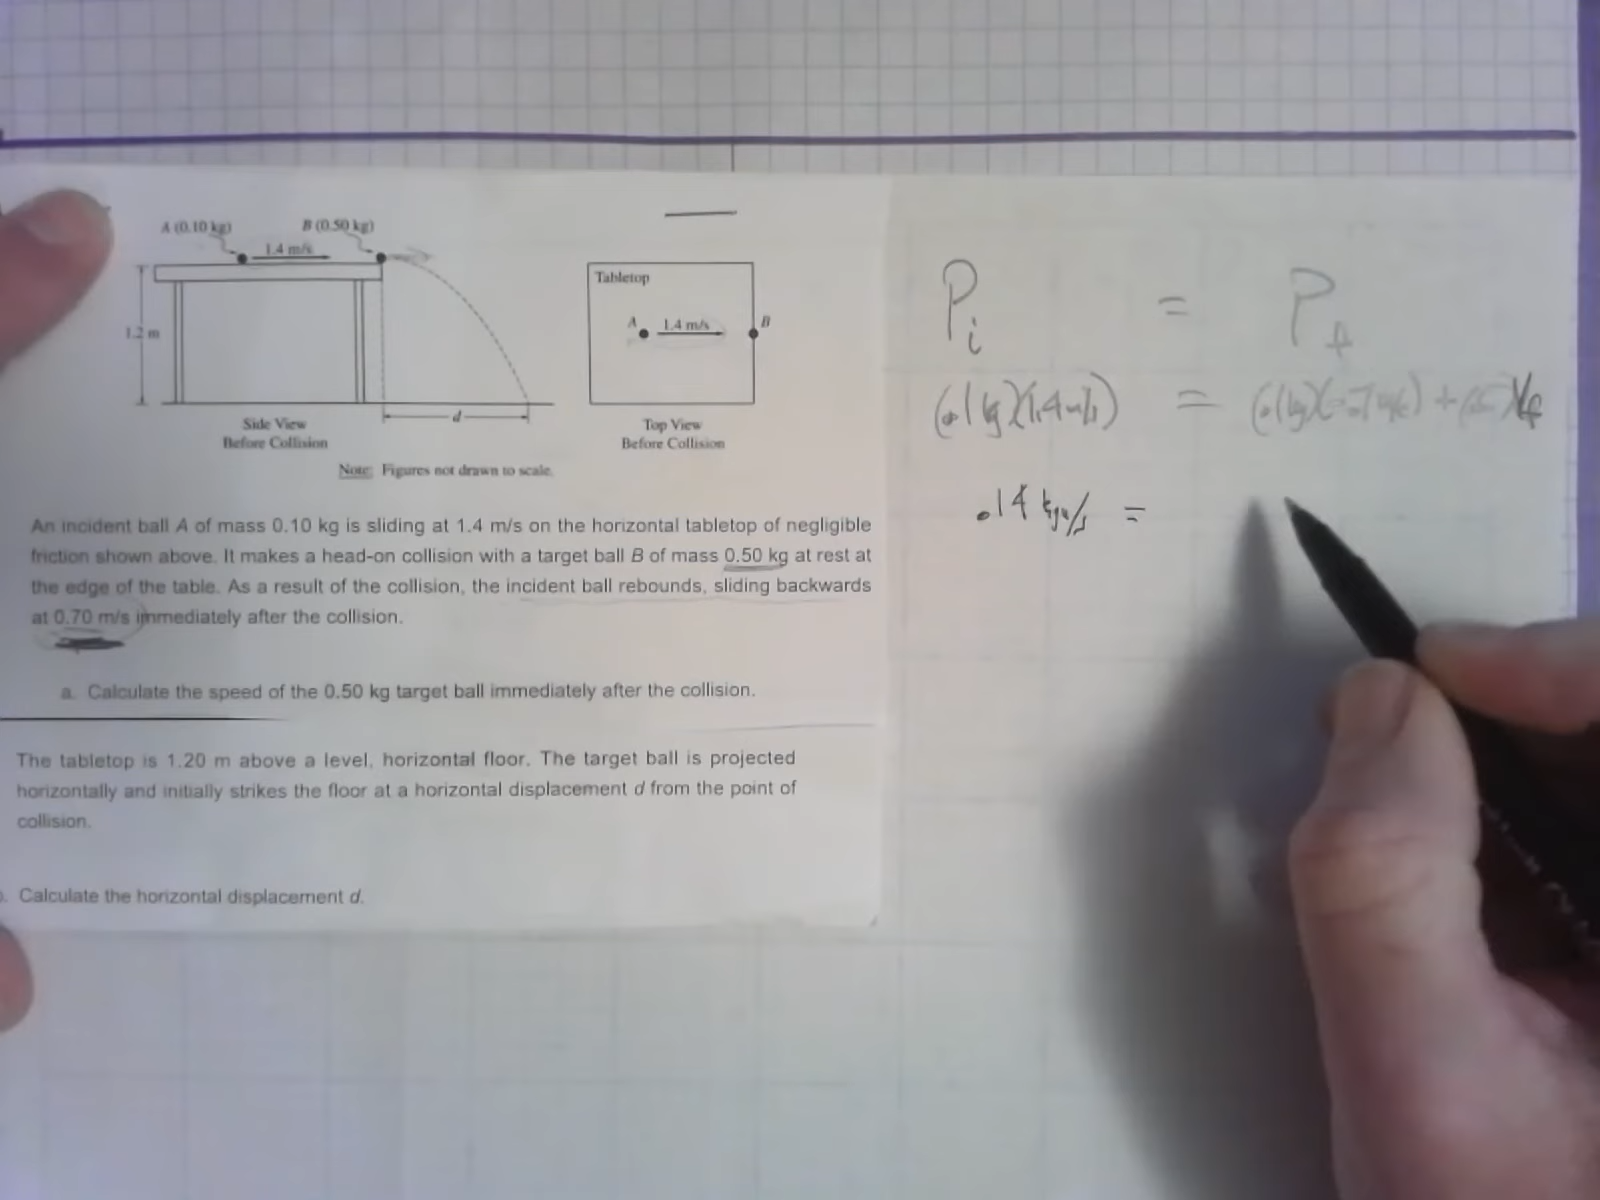 A (0.10 kg) B (0.50 kg)
1.4 m/s
1.2 m
d
Side View
Before Collision
Tabletop
A 1.4 m/s B
Top View
Before Collision
Note: Figures not drawn to scale.
An incident ball A of mass 0.10 kg is sliding at 1.4 m/s on the horizontal tabletop of negligible
friction shown above. It makes a head-on collision with a target ball B of mass 0.50 kg at rest at
the edge of the table. As a result of the collision, the incident ball rebounds, sliding backwards
at 0.70 m/s immediately after the collision.
a. Calculate the speed of the 0.50 kg target ball immediately after the collision.
The tabletop is 1.20 m above a level, horizontal floor. The target ball is projected
horizontally and initially strikes the floor at a horizontal displacement d from the point of
collision.
. Calculate the horizontal displacement d.
Pi = Pf
(.1kg)(1.4m/s) = (.1kg)(-.7m/s) + (.5)Vf
.14 kgm/s =